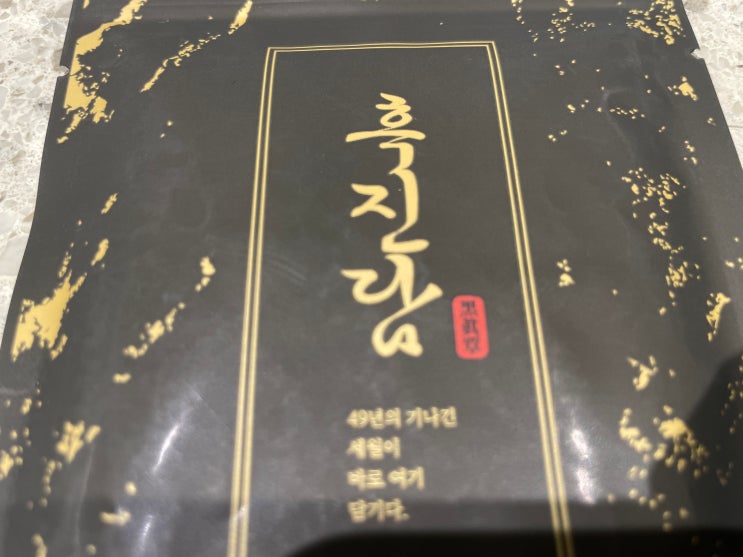 흑진담
49년의 기나긴
세월이
바로 여기
담기다.